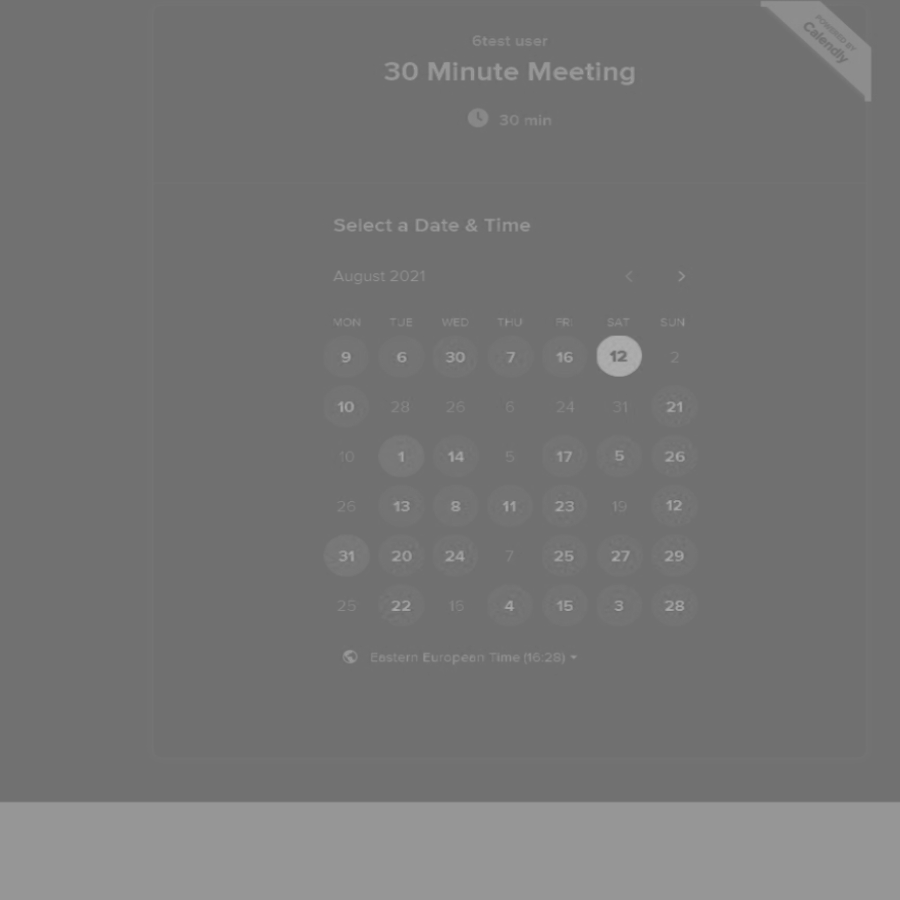 6test user
POWERED BY
Calendly
30 Minute Meeting
30 min
Select a Date & Time
August 2021
MON TUE WED THU FRI SAT SUN
9 6 30 7 16 12 2
10 28 26 6 24 31 21
10 1 14 5 17 5 26
26 13 8 11 23 19 12
31 20 24 7 25 27 29
25 22 15 4 15 3 28
Eastern European Time (16:28)